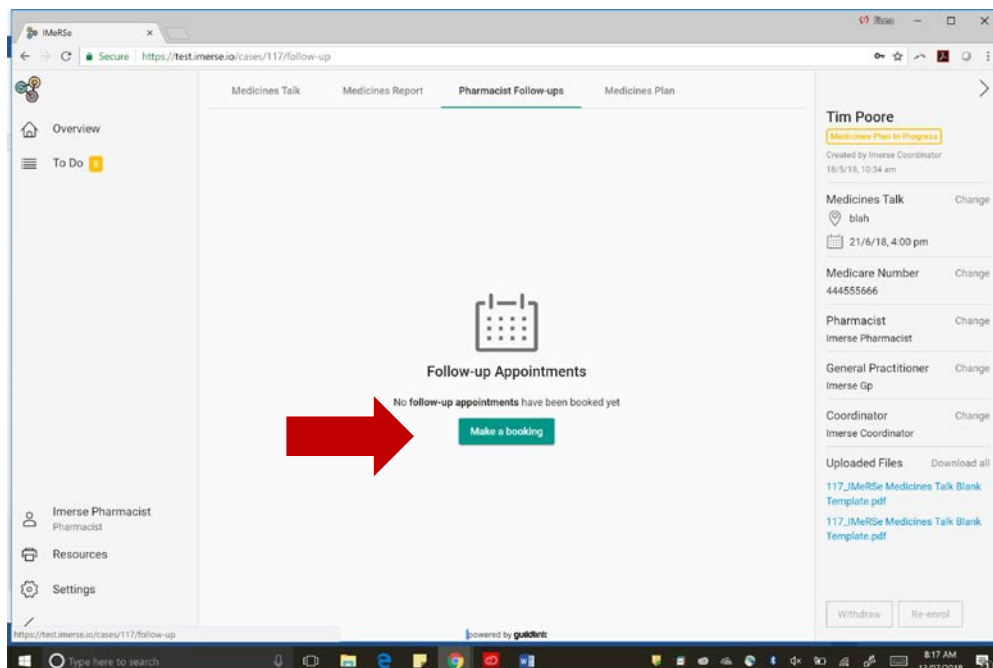 IMeRSe
Secure
https://test.imerse.io/cases/117/follow-up
Medicines Talk
Medicines Report
Pharmacist Follow-ups
Medicines Plan
Overview
To Do
Follow-up Appointments
No follow-up appointments have been booked yet
Make a booking
Imerse Pharmacist
Pharmacist
Resources
Settings
Tim Poore
Medicines Plan In Progress
Created by Imerse Coordinator
18/5/18, 10:34 am
Medicines Talk Change
blah
21/6/18, 4:00 pm
Medicare Number Change
444555666
Pharmacist Change
Imerse Pharmacist
General Practitioner Change
Imerse Gp
Coordinator Change
Imerse Coordinator
Uploaded Files Download all
117_IMeRSe Medicines Talk Blank
Template.pdf
117_IMeRSe Medicines Talk Blank
Template.pdf
Withdraw Re-enrol
https://test.imerse.io/cases/117/follow-up
powered by guildlink
Type here to search
8:17 AM